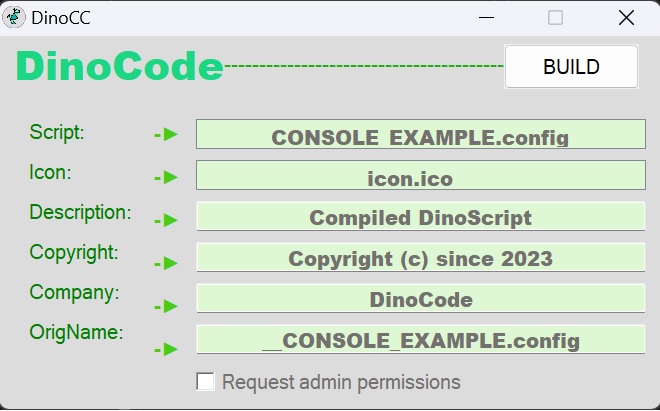 DinoCC
DinoCode BUILD
Script: CONSOLE_EXAMPLE.config
Icon: icon.ico
Description: Compiled DinoScript
Copyright: Copyright (c) since 2023
Company: DinoCode
OrigName: __CONSOLE_EXAMPLE.config
Request admin permissions